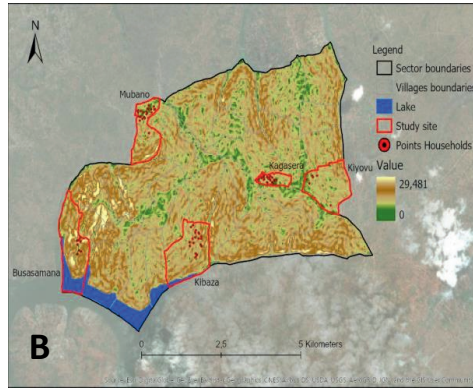 N
Legend
Sector boundaries
Villages boundaries
Lake
Study site
Points Households
Value
29,481
0
Mubano
Kagasera
Kiyovu
Busasamana
Kibaza
B
0 2,5 5 Kilometers